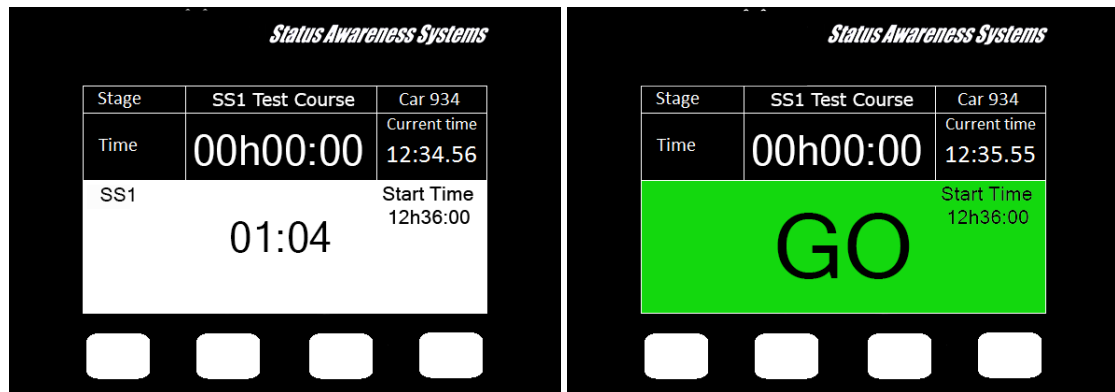 Status Awareness Systems
Stage SS1 Test Course Car 934
Time 00h00:00 Current time
12:34.56
SS1 Start Time
12h36:00
01:04
Status Awareness Systems
Stage SS1 Test Course Car 934
Time 00h00:00 Current time
12:35.55
Start Time
12h36:00
GO